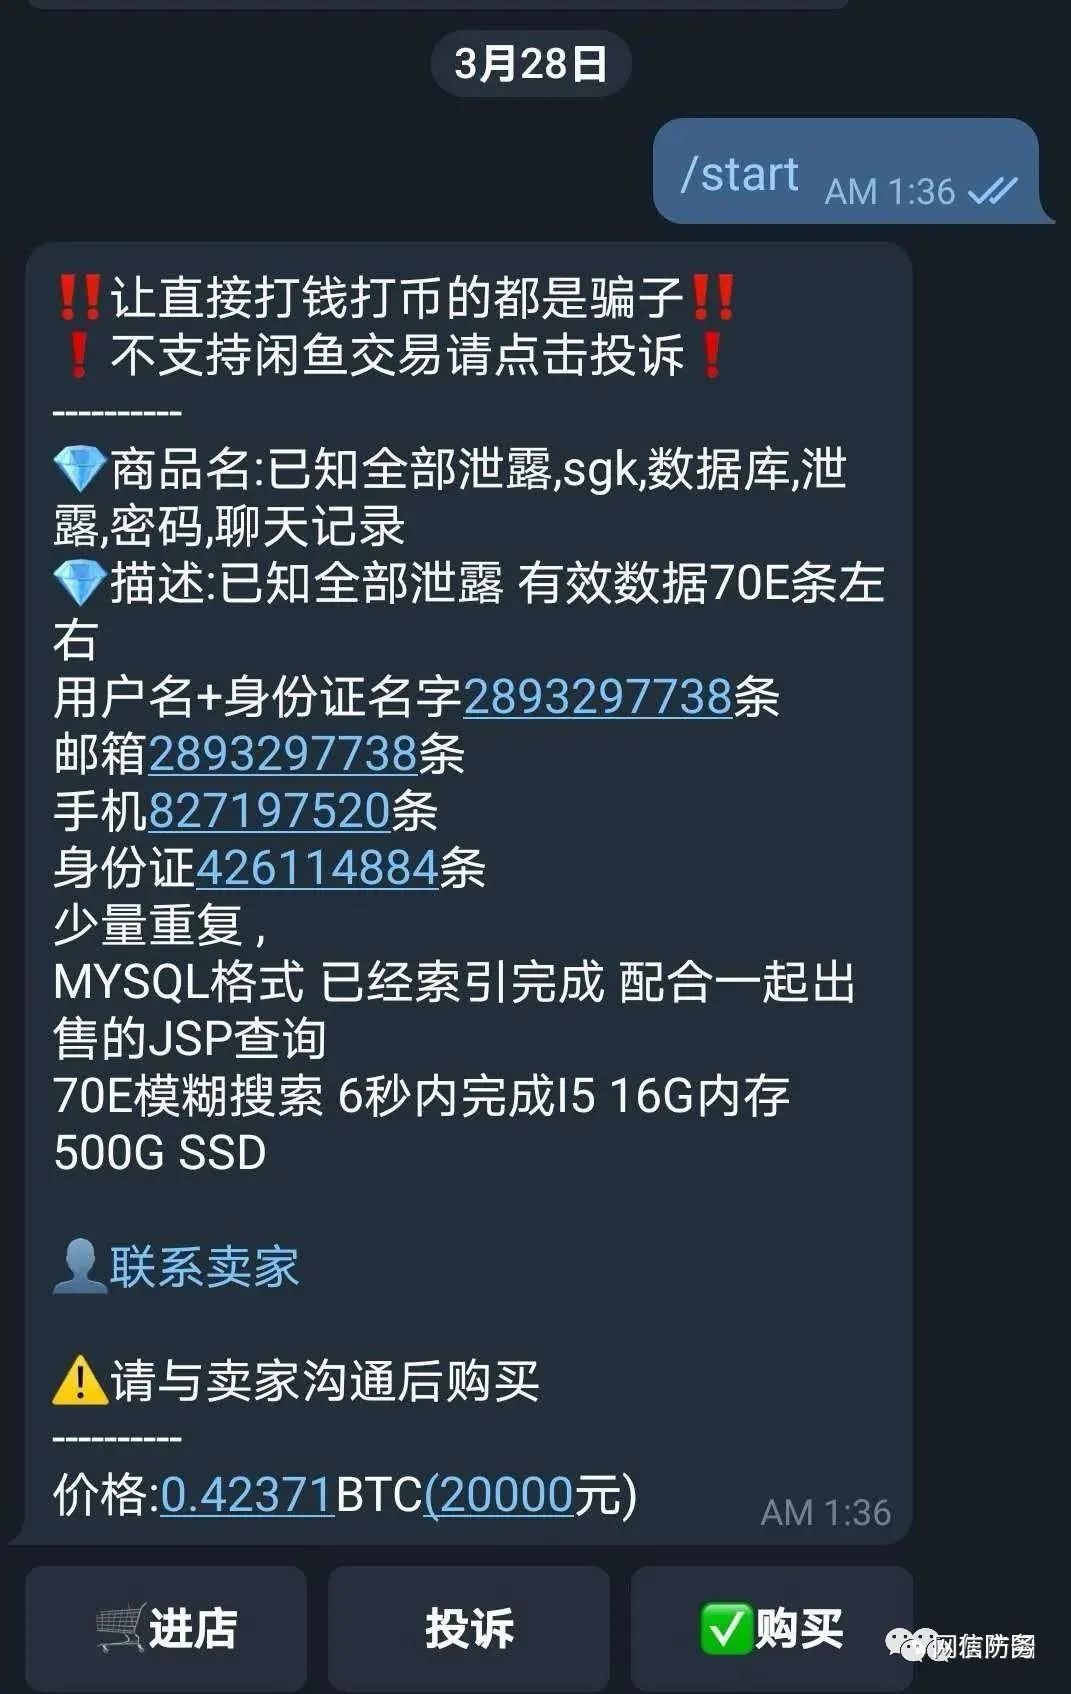 3月28日
/start AM 1:36
‼️让直接打钱打币的都是骗子‼️
❗不支持闲鱼交易请点击投诉❗
----------
💎商品名:已知全部泄露,sgk,数据库,泄
露,密码,聊天记录
💎描述:已知全部泄露 有效数据70E条左
右
用户名+身份证名字2893297738条
邮箱2893297738条
手机827197520条
身份证426114884条
少量重复 ,
MYSQL格式 已经索引完成 配合一起出
售的JSP查询
70E模糊搜索 6秒内完成I5 16G内存
500G SSD
👤联系卖家
⚠️请与卖家沟通后购买
----------
价格:0.42371BTC(20000元)
AM 1:36
🛒进店 投诉 ✅购买
网信防务